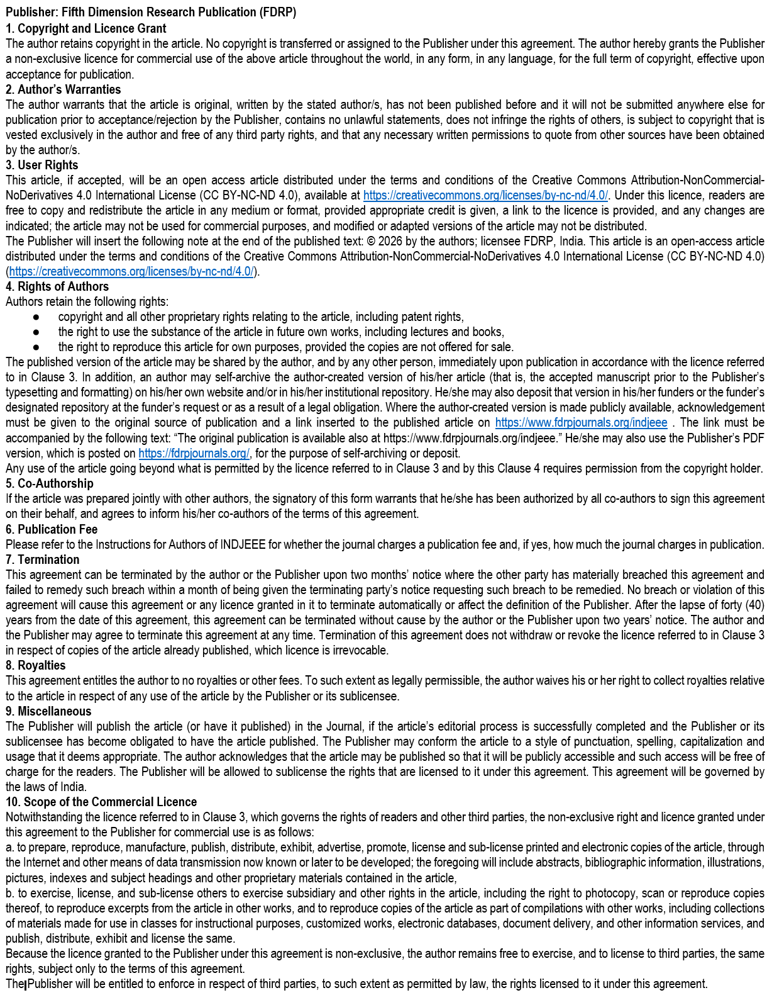 Publisher: Fifth Dimension Research Publication (FDRP)
1. Copyright and Licence Grant
The author retains copyright in the article. No copyright is transferred or assigned to the Publisher under this agreement. The author hereby grants the Publisher
a non-exclusive licence for commercial use of the above article throughout the world, in any form, in any language, for the full term of copyright, effective upon
acceptance for publication.
2. Author’s Warranties
The author warrants that the article is original, written by the stated author/s, has not been published before and it will not be submitted anywhere else for
publication prior to acceptance/rejection by the Publisher, contains no unlawful statements, does not infringe the rights of others, is subject to copyright that is
vested exclusively in the author and free of any third party rights, and that any necessary written permissions to quote from other sources have been obtained
by the author/s.
3. User Rights
This article, if accepted, will be an open access article distributed under the terms and conditions of the Creative Commons Attribution-NonCommercial-
NoDerivatives 4.0 International License (CC BY-NC-ND 4.0), available at https://creativecommons.org/licenses/by-nc-nd/4.0/. Under this licence, readers are
free to copy and redistribute the article in any medium or format, provided appropriate credit is given, a link to the licence is provided, and any changes are
indicated; the article may not be used for commercial purposes, and modified or adapted versions of the article may not be distributed.
The Publisher will insert the following note at the end of the published text: © 2026 by the authors; licensee FDRP, India. This article is an open-access article
distributed under the terms and conditions of the Creative Commons Attribution-NonCommercial-NoDerivatives 4.0 International License (CC BY-NC-ND 4.0)
(https://creativecommons.org/licenses/by-nc-nd/4.0/).
4. Rights of Authors
Authors retain the following rights:
● copyright and all other proprietary rights relating to the article, including patent rights,
● the right to use the substance of the article in future own works, including lectures and books,
● the right to reproduce this article for own purposes, provided the copies are not offered for sale.
The published version of the article may be shared by the author, and by any other person, immediately upon publication in accordance with the licence referred
to in Clause 3. In addition, an author may self-archive the author-created version of his/her article (that is, the accepted manuscript prior to the Publisher’s
typesetting and formatting) on his/her own website and/or in his/her institutional repository. He/she may also deposit that version in his/her funders or the funder’s
designated repository at the funder’s request or as a result of a legal obligation. Where the author-created version is made publicly available, acknowledgement
must be given to the original source of publication and a link inserted to the published article on https://www.fdrpjournals.org/indjeee . The link must be
accompanied by the following text: “The original publication is available also at https://www.fdrpjournals.org/indjeee.” He/she may also use the Publisher’s PDF
version, which is posted on https://fdrpjournals.org/, for the purpose of self-archiving or deposit.
Any use of the article going beyond what is permitted by the licence referred to in Clause 3 and by this Clause 4 requires permission from the copyright holder.
5. Co-Authorship
If the article was prepared jointly with other authors, the signatory of this form warrants that he/she has been authorized by all co-authors to sign this agreement
on their behalf, and agrees to inform his/her co-authors of the terms of this agreement.
6. Publication Fee
Please refer to the Instructions for Authors of INDJEEE for whether the journal charges a publication fee and, if yes, how much the journal charges in publication.
7. Termination
This agreement can be terminated by the author or the Publisher upon two months’ notice where the other party has materially breached this agreement and
failed to remedy such breach within a month of being given the terminating party’s notice requesting such breach to be remedied. No breach or violation of this
agreement will cause this agreement or any licence granted in it to terminate automatically or affect the definition of the Publisher. After the lapse of forty (40)
years from the date of this agreement, this agreement can be terminated without cause by the author or the Publisher upon two years’ notice. The author and
the Publisher may agree to terminate this agreement at any time. Termination of this agreement does not withdraw or revoke the licence referred to in Clause 3
in respect of copies of the article already published, which licence is irrevocable.
8. Royalties
This agreement entitles the author to no royalties or other fees. To such extent as legally permissible, the author waives his or her right to collect royalties relative
to the article in respect of any use of the article by the Publisher or its sublicensee.
9. Miscellaneous
The Publisher will publish the article (or have it published) in the Journal, if the article’s editorial process is successfully completed and the Publisher or its
sublicensee has become obligated to have the article published. The Publisher may conform the article to a style of punctuation, spelling, capitalization and
usage that it deems appropriate. The author acknowledges that the article may be published so that it will be publicly accessible and such access will be free of
charge for the readers. The Publisher will be allowed to sublicense the rights that are licensed to it under this agreement. This agreement will be governed by
the laws of India.
10. Scope of the Commercial Licence
Notwithstanding the licence referred to in Clause 3, which governs the rights of readers and other third parties, the non-exclusive right and licence granted under
this agreement to the Publisher for commercial use is as follows:
a. to prepare, reproduce, manufacture, publish, distribute, exhibit, advertise, promote, license and sub-license printed and electronic copies of the article, through
the Internet and other means of data transmission now known or later to be developed; the foregoing will include abstracts, bibliographic information, illustrations,
pictures, indexes and subject headings and other proprietary materials contained in the article,
b. to exercise, license, and sub-license others to exercise subsidiary and other rights in the article, including the right to photocopy, scan or reproduce copies
thereof, to reproduce excerpts from the article in other works, and to reproduce copies of the article as part of compilations with other works, including collections
of materials made for use in classes for instructional purposes, customized works, electronic databases, document delivery, and other information services, and
publish, distribute, exhibit and license the same.
Because the licence granted to the Publisher under this agreement is non-exclusive, the author remains free to exercise, and to license to third parties, the same
rights, subject only to the terms of this agreement.
The Publisher will be entitled to enforce in respect of third parties, to such extent as permitted by law, the rights licensed to it under this agreement.